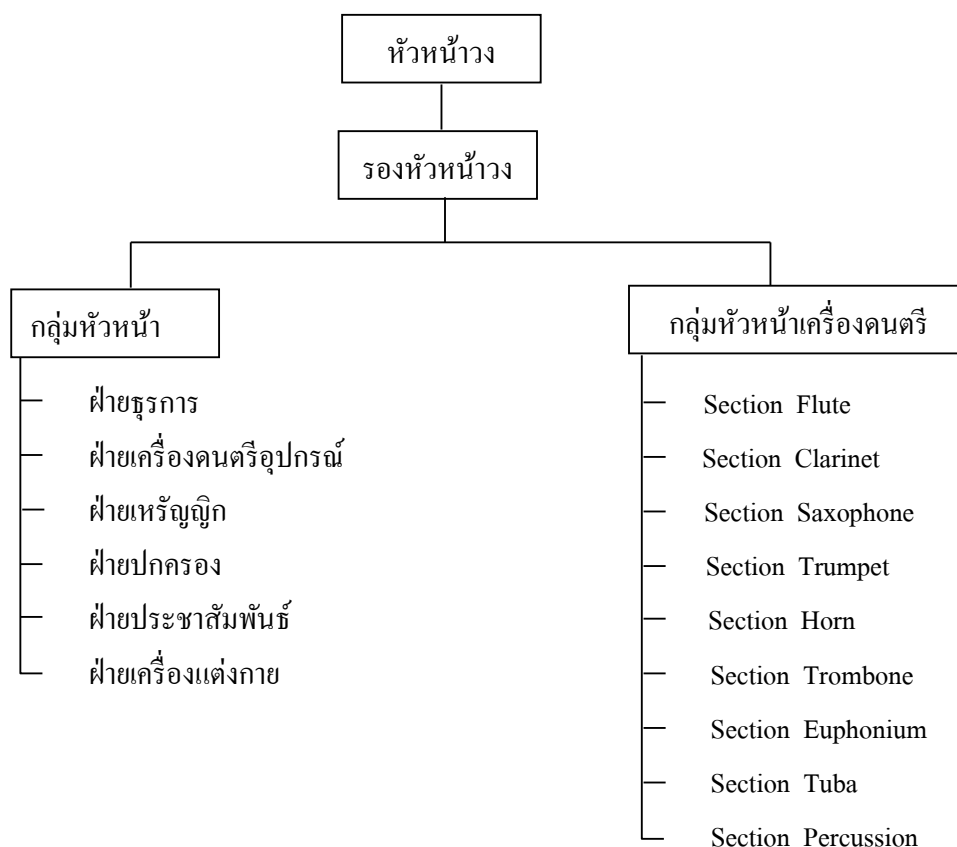 หัวหน้าวง
รองหัวหน้าวง
กลุ่มหัวหน้า
ฝ่ายธุรการ
ฝ่ายเครื่องดนตรีอุปกรณ์
ฝ่ายเหรัญญิก
ฝ่ายปกครอง
ฝ่ายประชาสัมพันธ์
ฝ่ายเครื่องแต่งกาย
กลุ่มหัวหน้าเครื่องดนตรี
Section Flute
Section Clarinet
Section Saxophone
Section Trumpet
Section Horn
Section Trombone
Section Euphonium
Section Tuba
Section Percussion